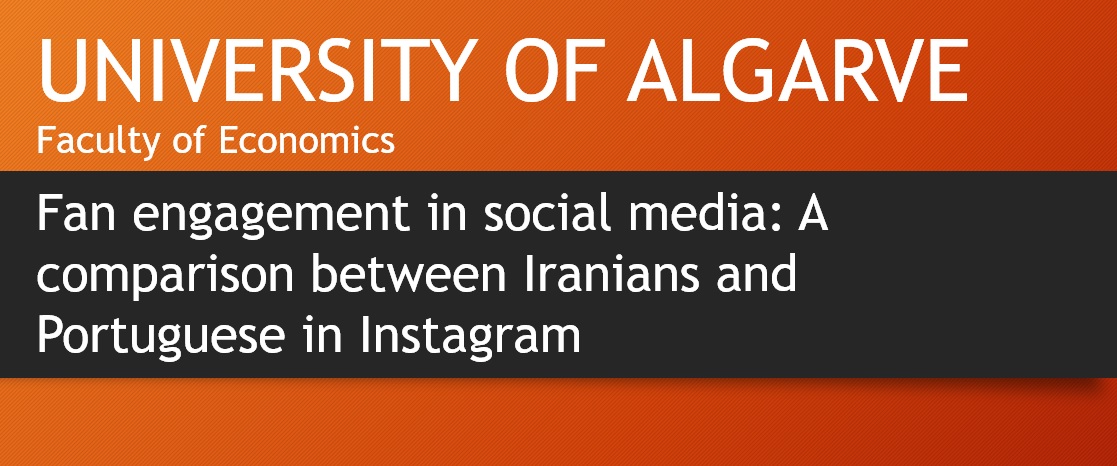 UNIVERSITY OF ALGARVE
Faculty of Economics
Fan engagement in social media: A
comparison between Iranians and
Portuguese in Instagram